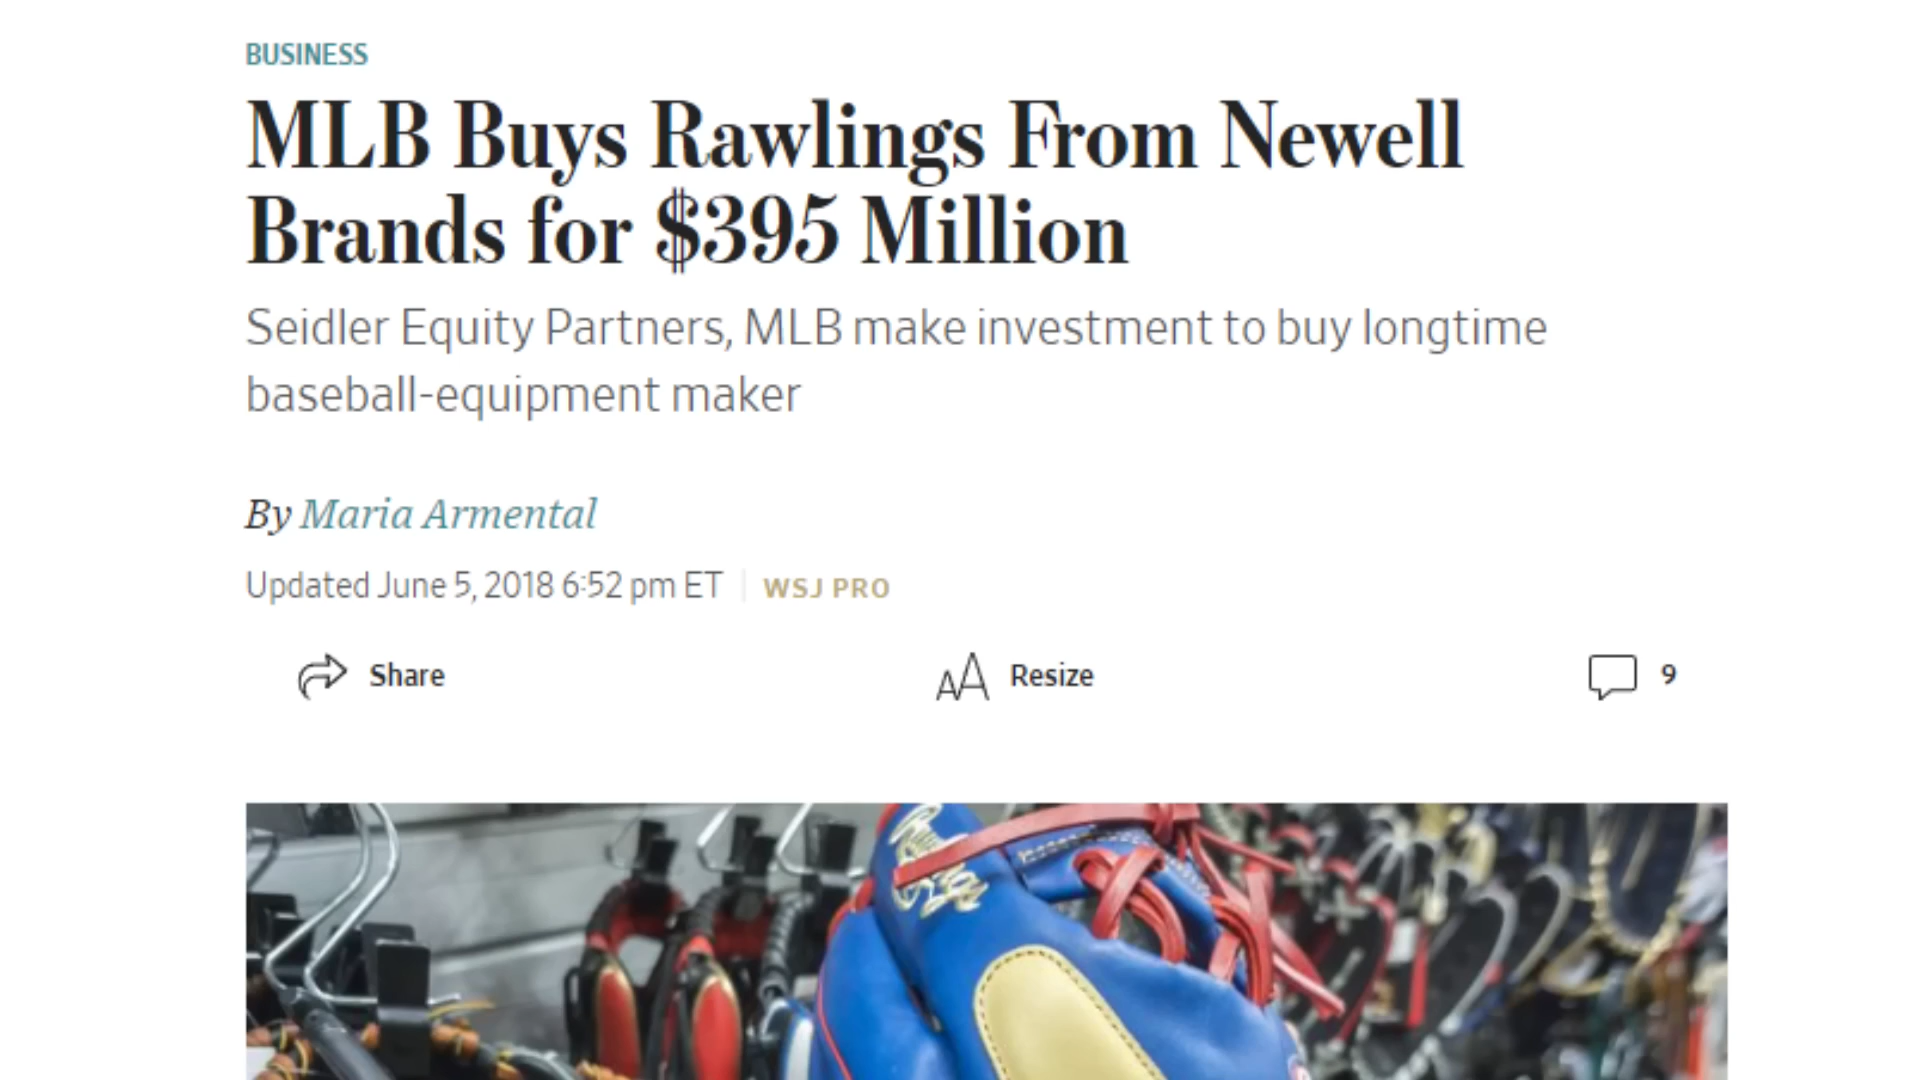 BUSINESS
MLB Buys Rawlings From Newell
Brands for $395 Million
Seidler Equity Partners, MLB make investment to buy longtime
baseball-equipment maker
By Maria Armental
Updated June 5, 2018 6:52 pm ET | WSJ PRO
Share
AA Resize
9
Rawlings